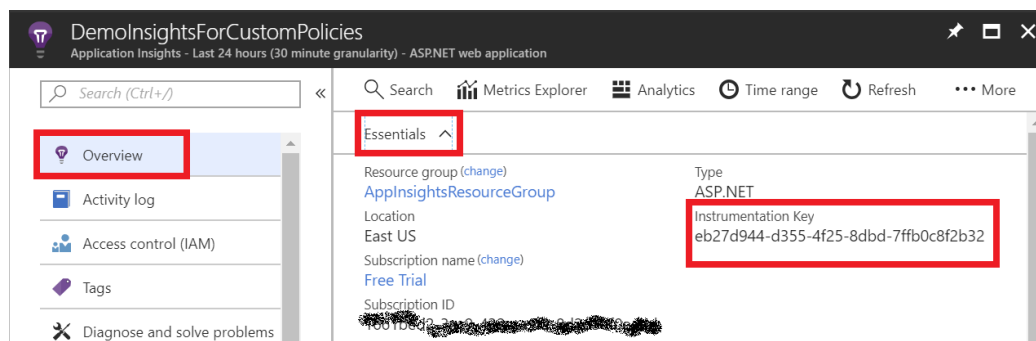 DemoInsightsForCustomPolicies
Application Insights - Last 24 hours (30 minute granularity) - ASP.NET web application
Search (Ctrl+/)
Overview
Activity log
Access control (IAM)
Tags
Diagnose and solve problems
Search Metrics Explorer Analytics Time range Refresh More
Essentials
Resource group (change)
AppInsightsResourceGroup
Location
East US
Subscription name (change)
Free Trial
Subscription ID
Type
ASP.NET
Instrumentation Key
eb27d944-d355-4f25-8dbd-7ffb0c8f2b32